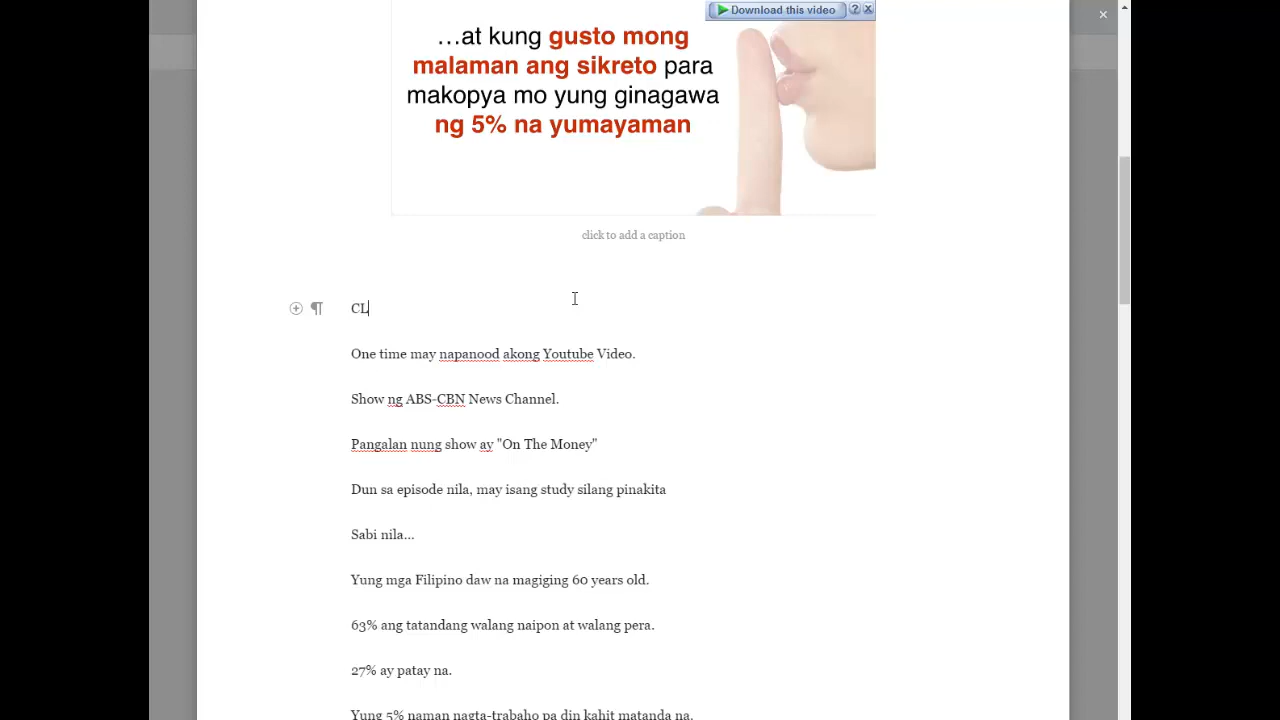 Download this video
…at kung gusto mong
malaman ang sikreto para
makopya mo yung ginagawa
ng 5% na yumayaman
click to add a caption
CL
One time may napanood akong Youtube Video.
Show ng ABS-CBN News Channel.
Pangalan nung show ay "On The Money"
Dun sa episode nila, may isang study silang pinakita
Sabi nila...
Yung mga Filipino daw na magiging 60 years old.
63% ang tatandang walang naipon at walang pera.
27% ay patay na.
Yung 5% naman nagta-trabaho pa din kahit matanda na.